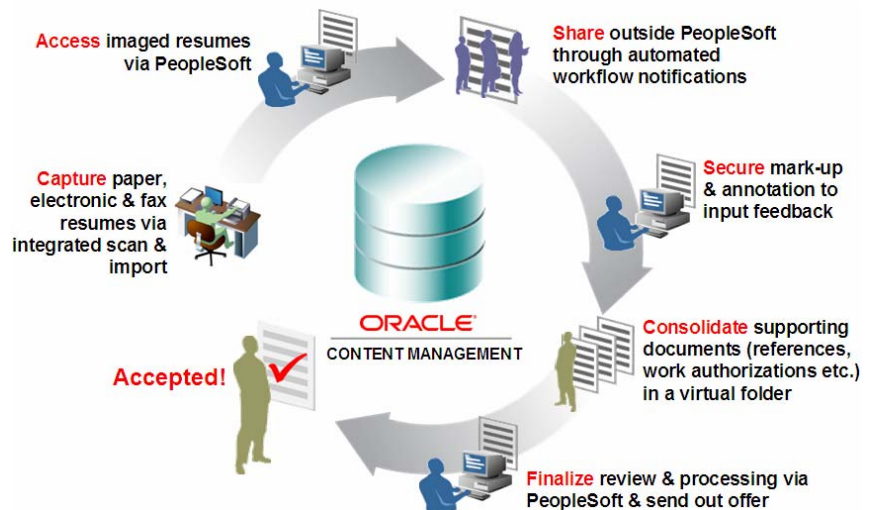 Access imaged resumes
via PeopleSoft
Share outside PeopleSoft
through automated
workflow notifications
Capture paper,
electronic & fax
resumes via
integrated scan &
import
Secure mark-up
& annotation to
input feedback
ORACLE®
CONTENT MANAGEMENT
Consolidate supporting
documents (references,
work authorizations etc.)
in a virtual folder
Accepted!
Finalize review & processing via
PeopleSoft & send out offer